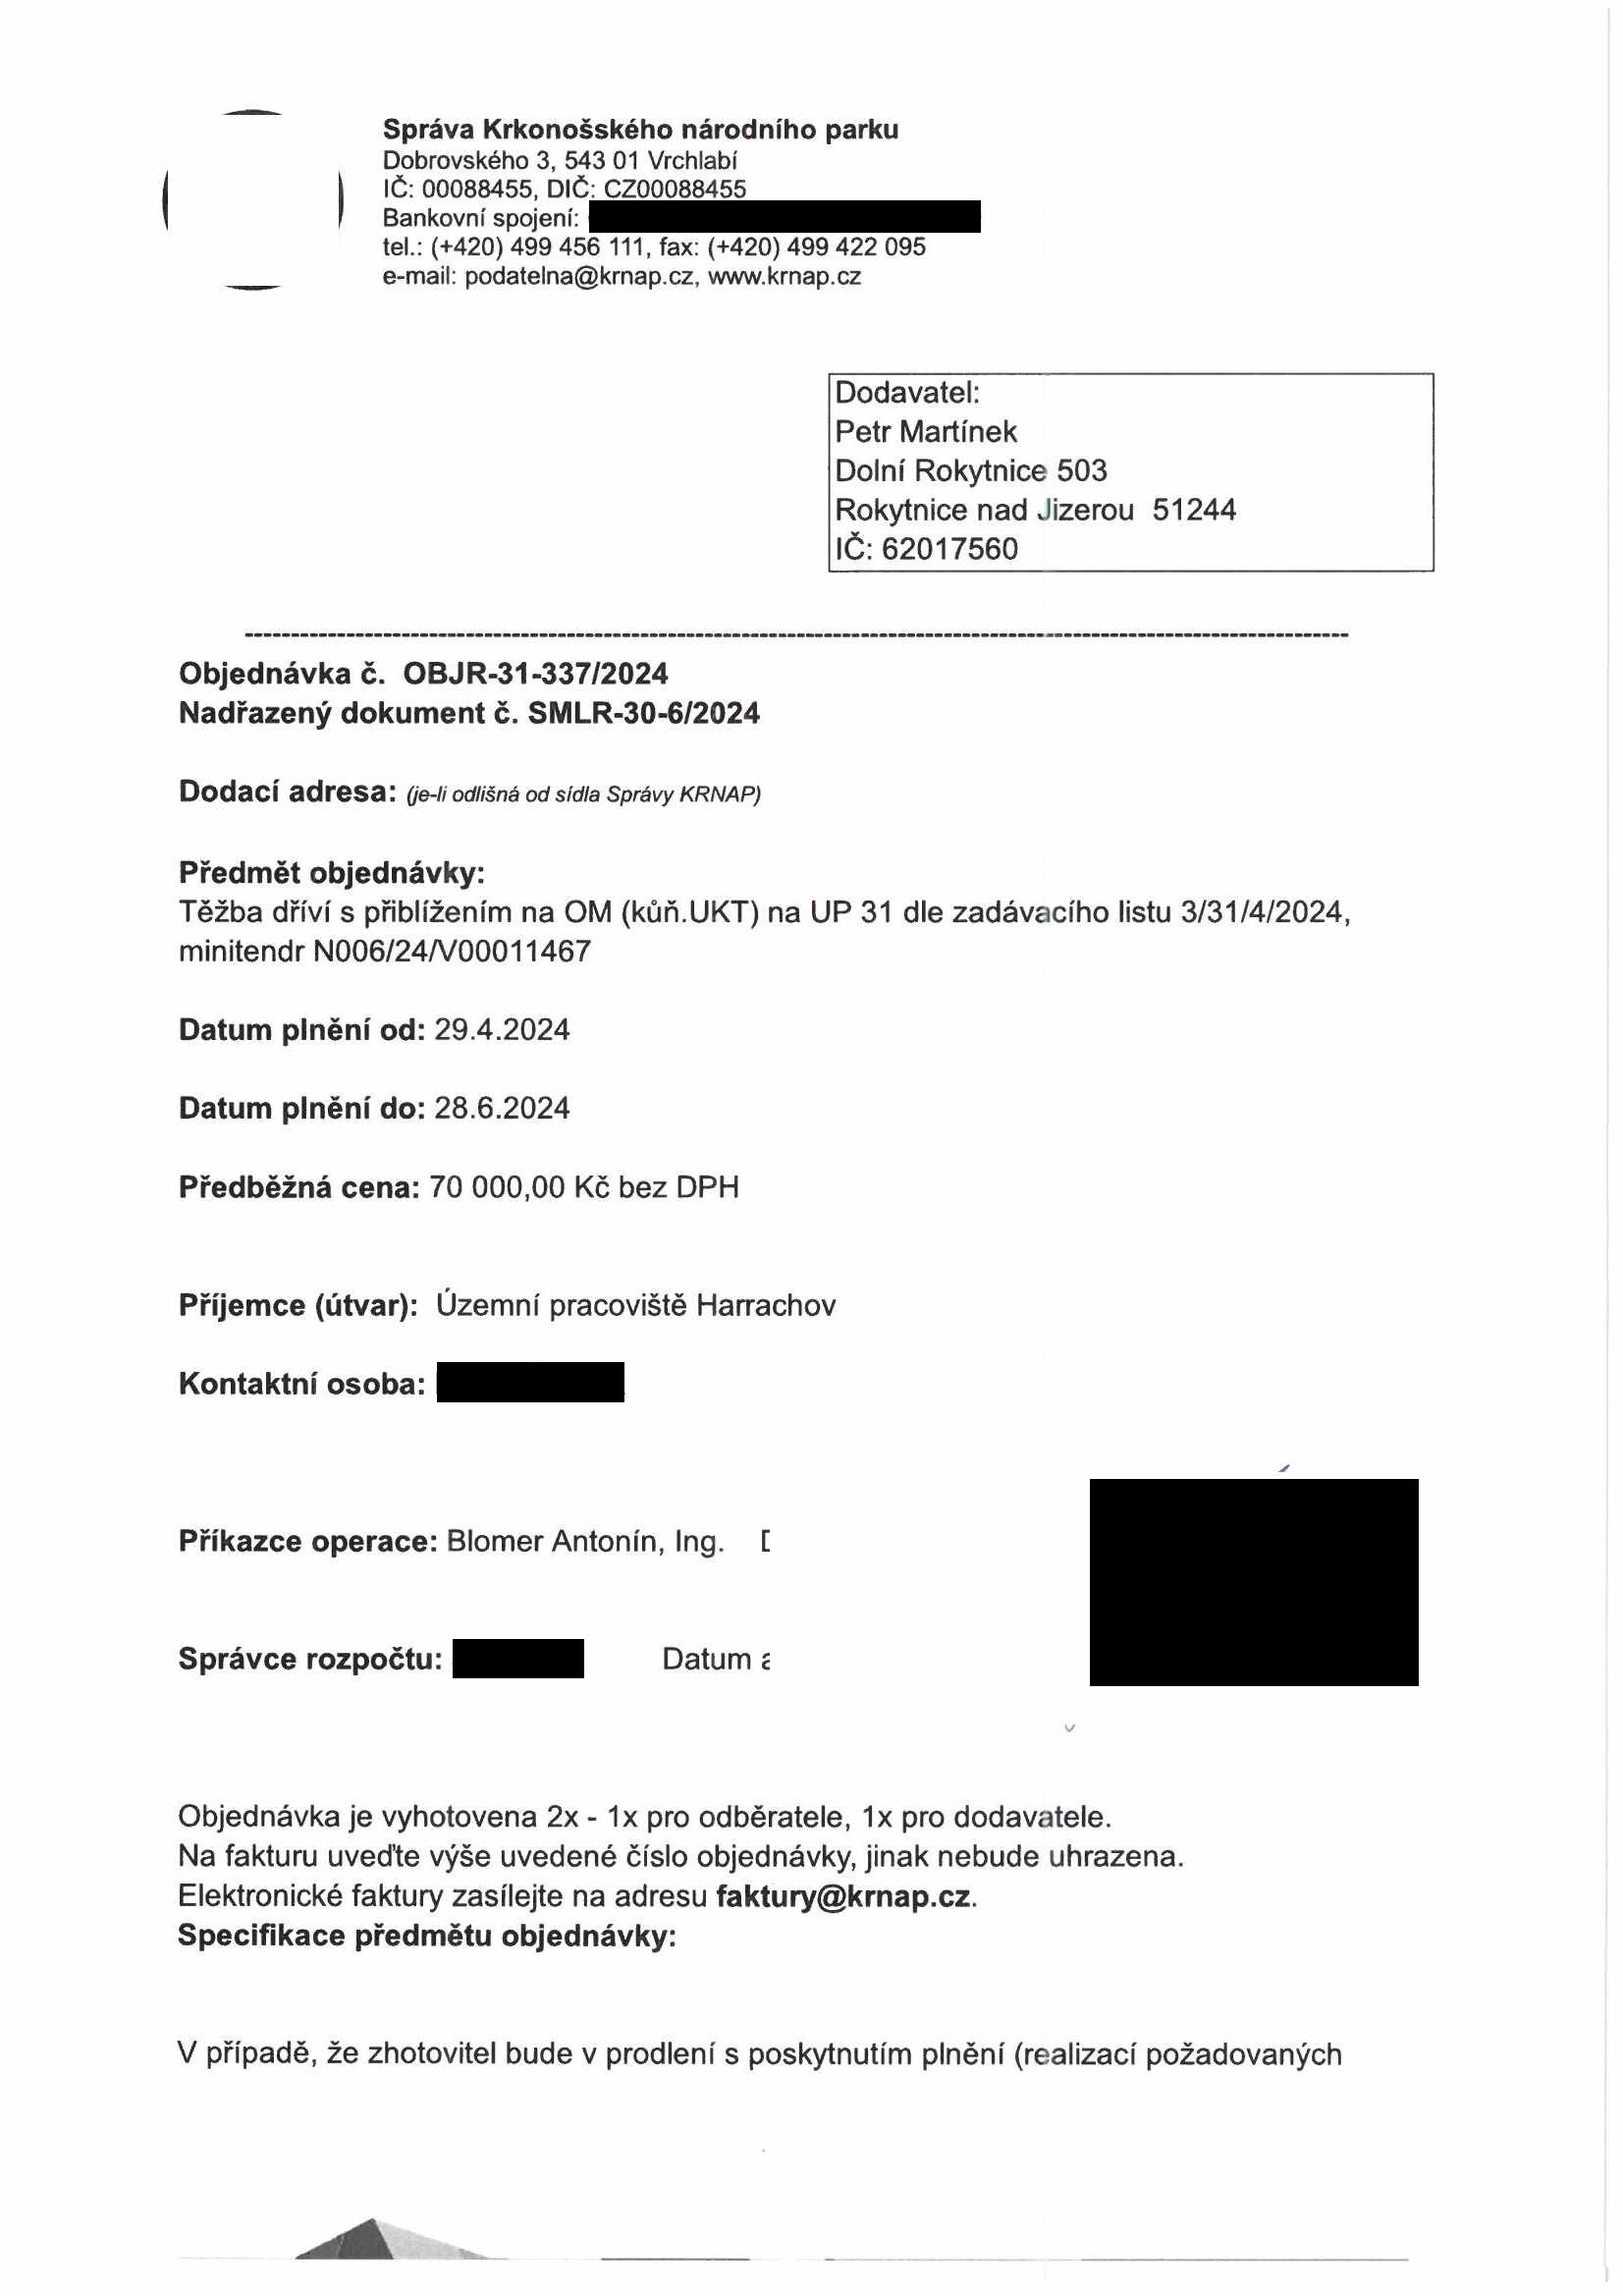 Správa Krkonošského národního parku
Dobrovského 3, 543 01 Vrchlabí
IČ: 00088455, DIČ: CZ00088455
Bankovní spojení:
tel.: (+420) 499 456 111, fax: (+420) 499 422 095
e-mail: podatelna@krnap.cz, www.krnap.cz
Dodavatel:
Petr Martínek
Dolní Rokytnice 503
Rokytnice nad Jizerou 51244
IČ: 62017560
Objednávka č. OBJR-31-337/2024
Nadřazený dokument č. SMLR-30-6/2024
Dodací adresa: (je-li odlišná od sídla Správy KRNAP)
Předmět objednávky:
Těžba dříví s přiblížením na OM (kůň.UKT) na UP 31 dle zadávacího listu 3/31/4/2024,
minitendr N006/24/V00011467
Datum plnění od: 29.4.2024
Datum plnění do: 28.6.2024
Předběžná cena: 70 000,00 Kč bez DPH
Příjemce (útvar): Územní pracoviště Harrachov
Kontaktní osoba:
Příkazce operace: Blomer Antonín, Ing.
Správce rozpočtu: Datum
Objednávka je vyhotovena 2x - 1x pro odběratele, 1x pro dodavatele.
Na fakturu uveďte výše uvedené číslo objednávky, jinak nebude uhrazena.
Elektronické faktury zasílejte na adresu faktury@krnap.cz.
Specifikace předmětu objednávky:
V případě, že zhotovitel bude v prodlení s poskytnutím plnění (realizací požadovaných